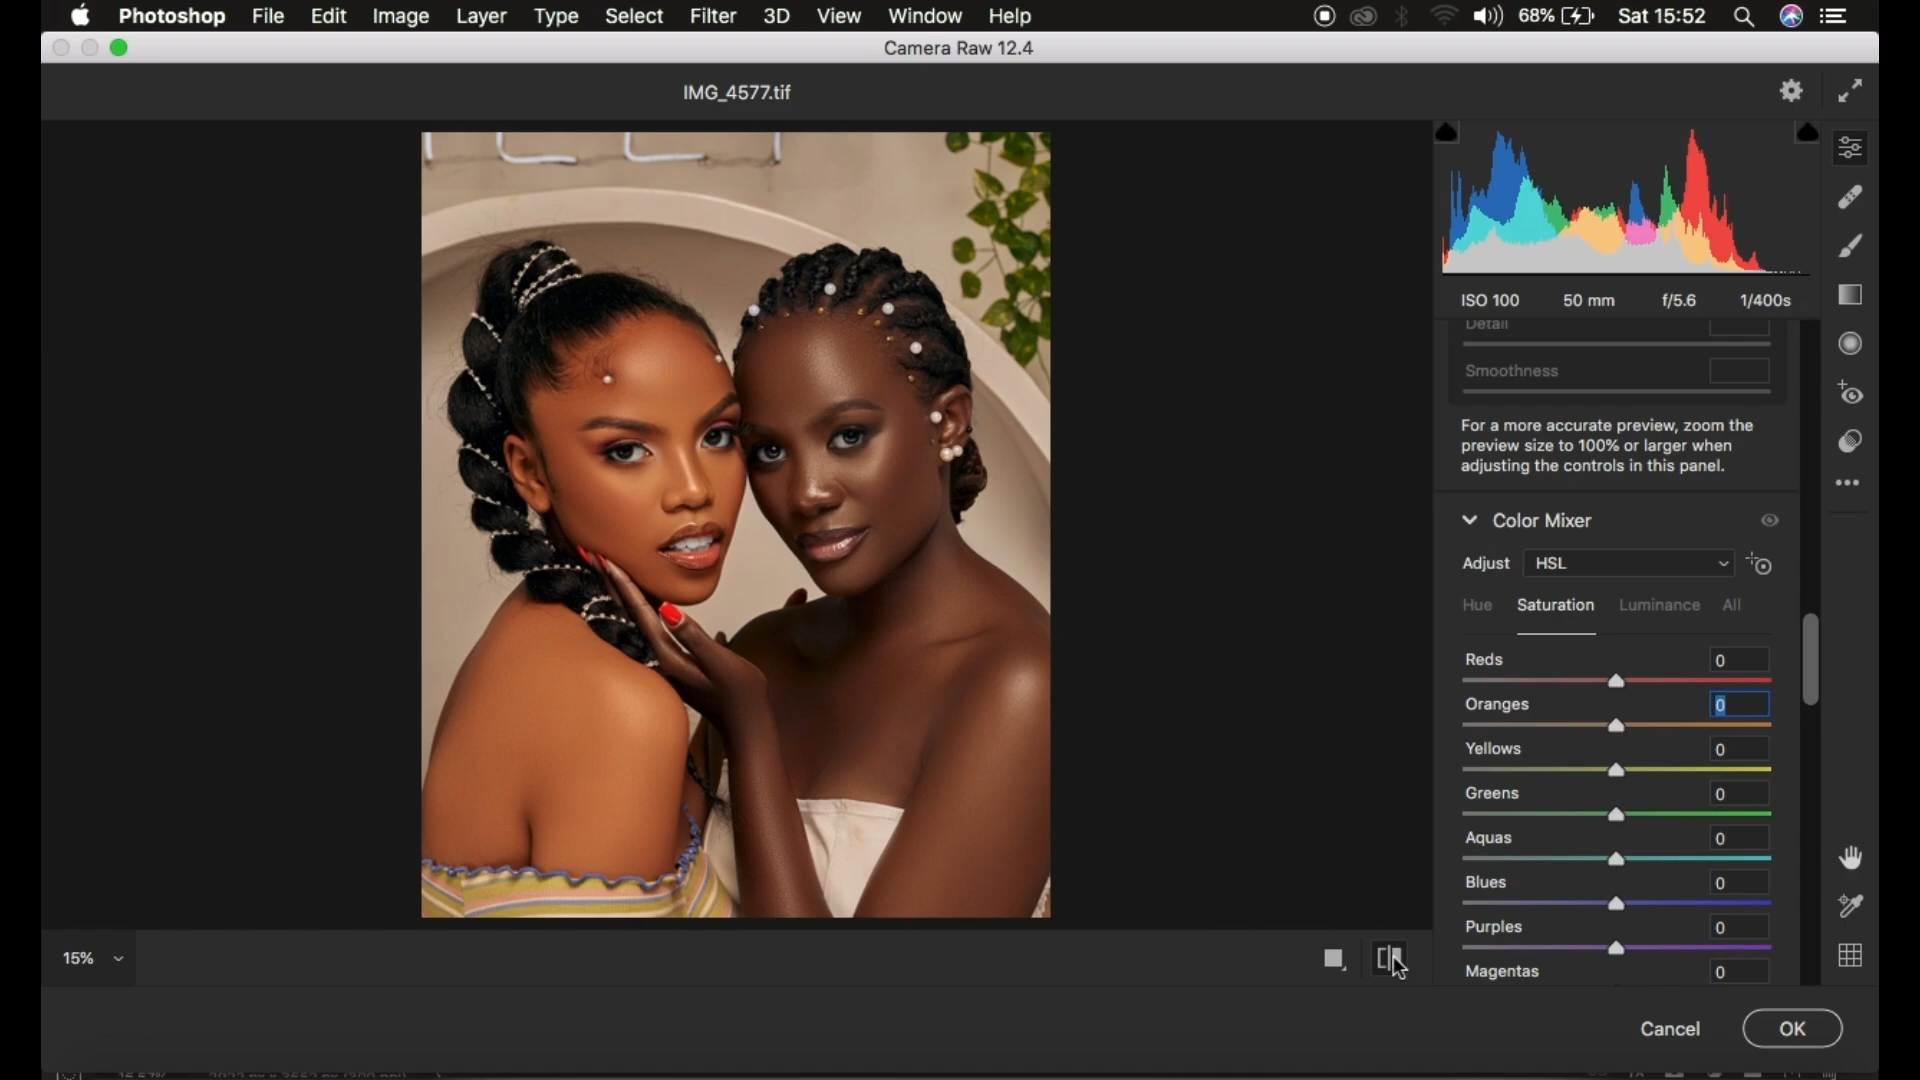 Photoshop File Edit Image Layer Type Select Filter 3D View Window Help 68% Sat 15:52
Camera Raw 12.4
IMG_4577.tif
ISO 100 50 mm f/5.6 1/400s
Detail
Smoothness
For a more accurate preview, zoom the
preview size to 100% or larger when
adjusting the controls in this panel.
Color Mixer
Adjust HSL
Hue Saturation Luminance All
Reds 0
Oranges 0
Yellows 0
Greens 0
Aquas 0
Blues 0
Purples 0
Magentas 0
15%
Cancel OK